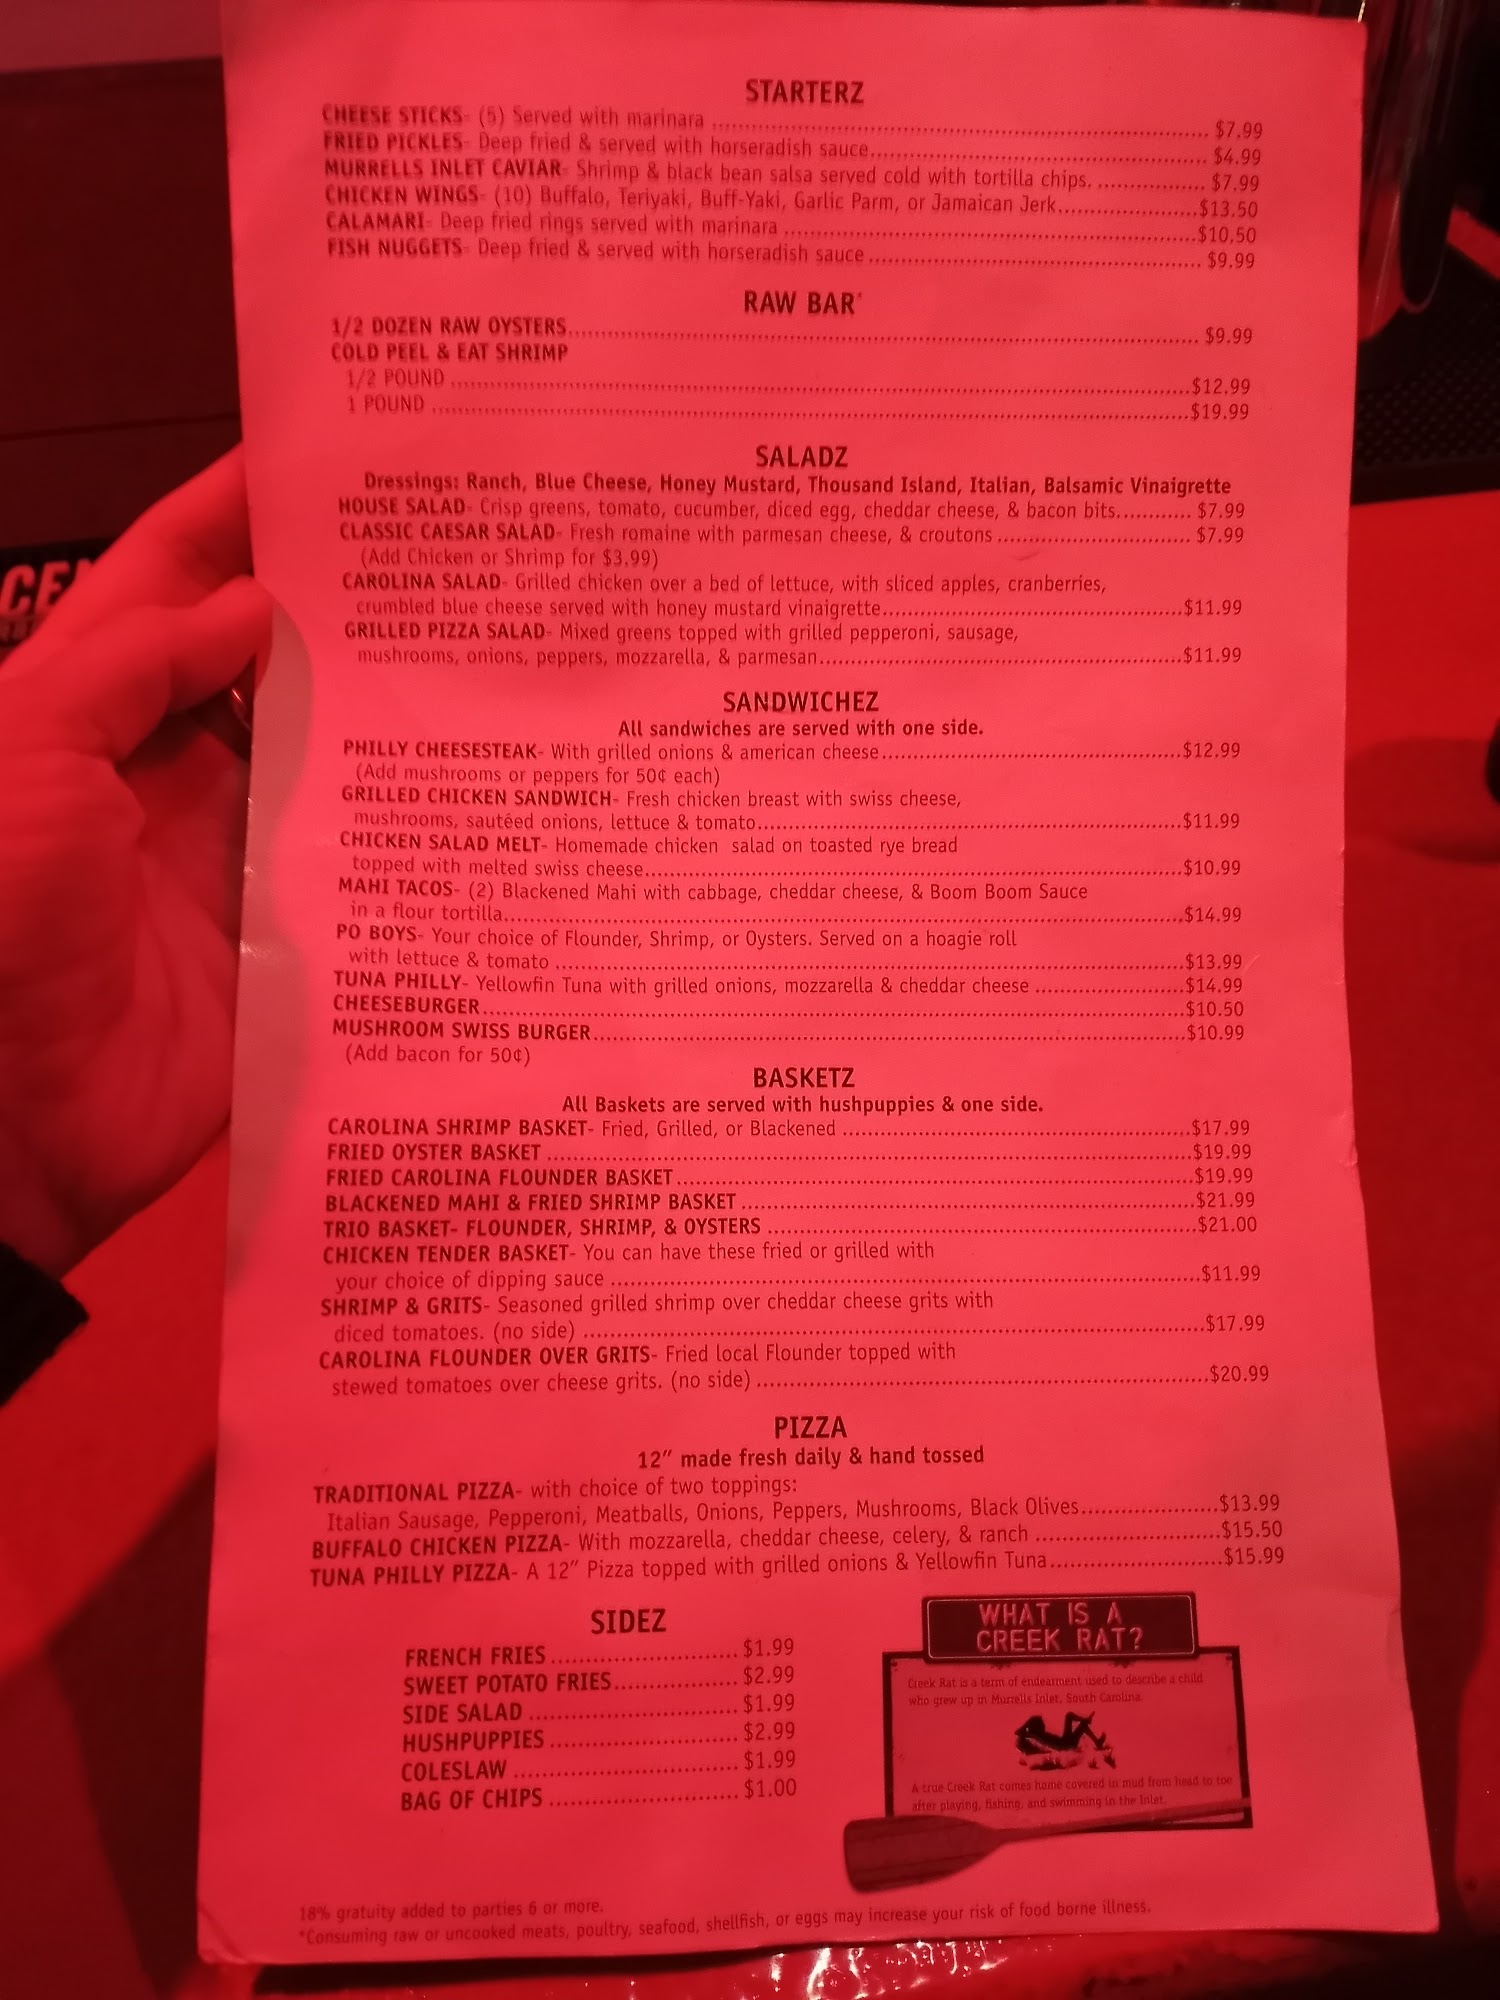 STARTERZ
CHEESE STICKS- (5) Served with marinara ........ $7.99
FRIED PICKLES- Deep fried & served with horseradish sauce........ $4.99
MURRELLS INLET CAVIAR- Shrimp & black bean salsa served cold with tortilla chips. ........ $7.99
CHICKEN WINGS- (10) Buffalo, Teriyaki, Buff-Yaki, Garlic Parm, or Jamaican Jerk........$13.50
CALAMARI- Deep fried rings served with marinara ........$10.50
FISH NUGGETS- Deep fried & served with horseradish sauce ........ $9.99
RAW BAR*
1/2 DOZEN RAW OYSTERS........ $9.99
COLD PEEL & EAT SHRIMP
1/2 POUND ........$12.99
1 POUND ........$19.99
SALADZ
Dressings: Ranch, Blue Cheese, Honey Mustard, Thousand Island, Italian, Balsamic Vinaigrette
HOUSE SALAD- Crisp greens, tomato, cucumber, diced egg, cheddar cheese, & bacon bits........ $7.99
CLASSIC CAESAR SALAD- Fresh romaine with parmesan cheese, & croutons ........ $7.99
(Add Chicken or Shrimp for $3.99)
CAROLINA SALAD- Grilled chicken over a bed of lettuce, with sliced apples, cranberries,
crumbled blue cheese served with honey mustard vinaigrette........$11.99
GRILLED PIZZA SALAD- Mixed greens topped with grilled pepperoni, sausage,
mushrooms, onions, peppers, mozzarella, & parmesan........$11.99
SANDWICHEZ
All sandwiches are served with one side.
PHILLY CHEESESTEAK- With grilled onions & american cheese........$12.99
(Add mushrooms or peppers for 50¢ each)
GRILLED CHICKEN SANDWICH- Fresh chicken breast with swiss cheese,
mushrooms, sautéed onions, lettuce & tomato........$11.99
CHICKEN SALAD MELT- Homemade chicken salad on toasted rye bread
topped with melted swiss cheese........$10.99
MAHI TACOS- (2) Blackened Mahi with cabbage, cheddar cheese, & Boom Boom Sauce
in a flour tortilla........$14.99
PO BOYS- Your choice of Flounder, Shrimp, or Oysters. Served on a hoagie roll
with lettuce & tomato ........$13.99
TUNA PHILLY- Yellowfin Tuna with grilled onions, mozzarella & cheddar cheese ........$14.99
CHEESEBURGER........$10.50
MUSHROOM SWISS BURGER........$10.99
(Add bacon for 50¢)
BASKETZ
All Baskets are served with hushpuppies & one side.
CAROLINA SHRIMP BASKET- Fried, Grilled, or Blackened ........$17.99
FRIED OYSTER BASKET ........$19.99
FRIED CAROLINA FLOUNDER BASKET........$19.99
BLACKENED MAHI & FRIED SHRIMP BASKET ........$21.99
TRIO BASKET- FLOUNDER, SHRIMP, & OYSTERS ........$21.00
CHICKEN TENDER BASKET- You can have these fried or grilled with
your choice of dipping sauce ........$11.99
SHRIMP & GRITS- Seasoned grilled shrimp over cheddar cheese grits with
diced tomatoes. (no side) ........$17.99
CAROLINA FLOUNDER OVER GRITS- Fried local Flounder topped with
stewed tomatoes over cheese grits. (no side) ........$20.99
PIZZA
12" made fresh daily & hand tossed
TRADITIONAL PIZZA- with choice of two toppings:
Italian Sausage, Pepperoni, Meatballs, Onions, Peppers, Mushrooms, Black Olives........$13.99
BUFFALO CHICKEN PIZZA- With mozzarella, cheddar cheese, celery, & ranch ........$15.50
TUNA PHILLY PIZZA- A 12" Pizza topped with grilled onions & Yellowfin Tuna........$15.99
SIDEZ
FRENCH FRIES ........ $1.99
SWEET POTATO FRIES........ $2.99
SIDE SALAD ........ $1.99
HUSHPUPPIES ........ $2.99
COLESLAW ........ $1.99
BAG OF CHIPS ........ $1.00
WHAT IS A
CREEK RAT?
Creek Rat is a term of endearment used to describe a child
who grew up in Murrells Inlet, South Carolina.
A true Creek Rat comes home covered in mud from head to toe
after playing, fishing, and swimming in the Inlet.
18% gratuity added to parties 6 or more.
*Consuming raw or uncooked meats, poultry, seafood, shellfish, or eggs may increase your risk of food borne illness.